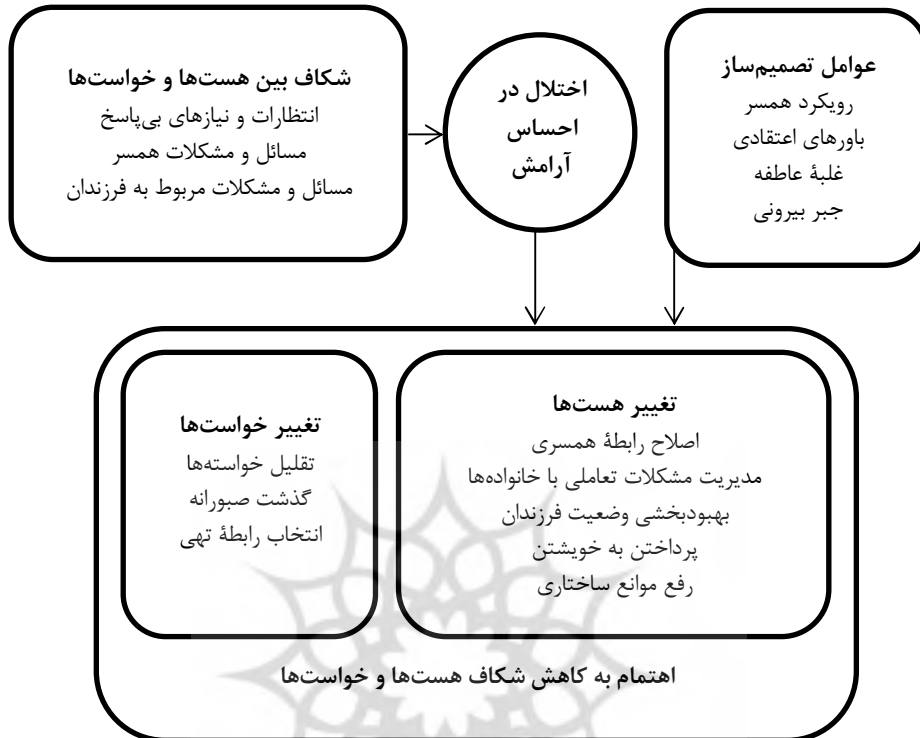 عوامل تصمیم‌ساز
رویکرد همسر
باورهای اعتقادی
غلبهٔ عاطفه
جبر بیرونی
اختلال در
احساس
آرامش
شکاف بین هست‌ها و خواست‌ها
انتظارات و نیازهای بی‌پاسخ
مسائل و مشکلات همسر
مسائل و مشکلات مربوط به فرزندان
تغییر هست‌ها
اصلاح رابطهٔ همسری
مدیریت مشکلات تعاملی با خانواده‌ها
بهبودبخشی وضعیت فرزندان
پرداختن به خویشتن
رفع موانع ساختاری
تغییر خواست‌ها
تقلیل خواسته‌ها
گذشت صبورانه
انتخاب رابطهٔ تهی
اهتمام به کاهش شکاف هست‌ها و خواست‌ها